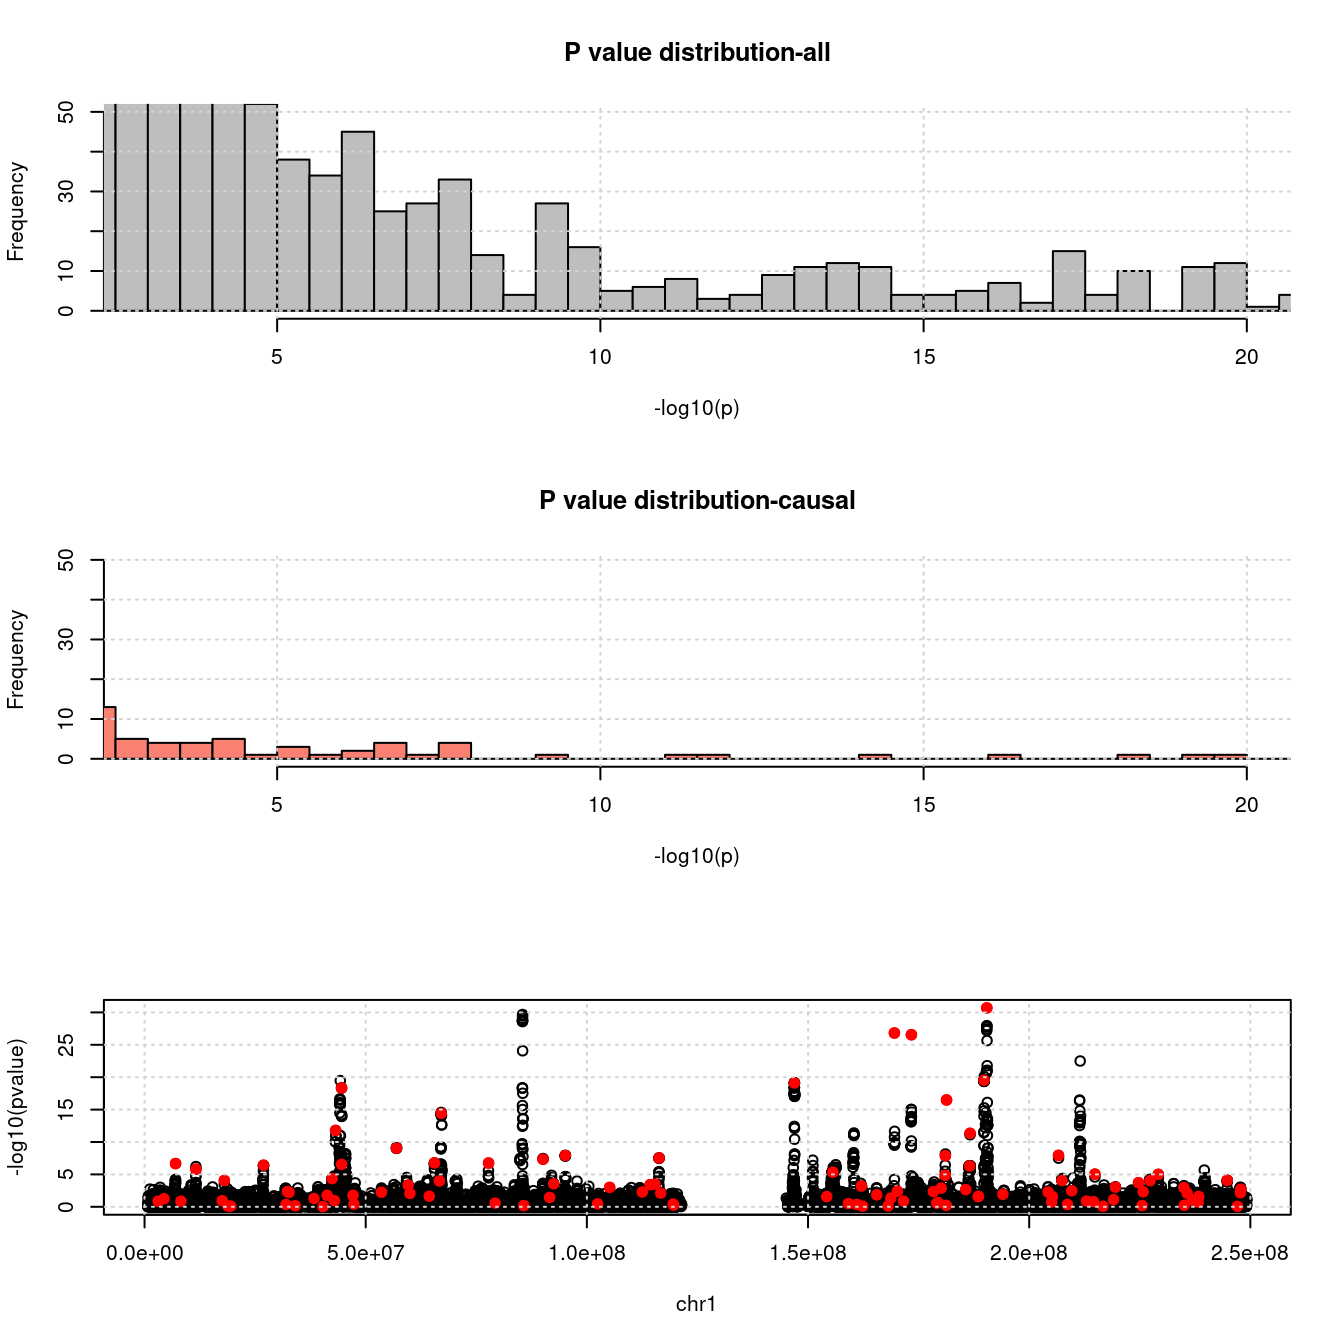 P value distribution-all
Frequency
50
30
10
0
5 10 15 20
-log10(p)
P value distribution-causal
Frequency
50
30
10
0
5 10 15 20
-log10(p)
-log10(pvalue)
25
15
5
0
0.0e+00 5.0e+07 1.0e+08 1.5e+08 2.0e+08 2.5e+08
chr1